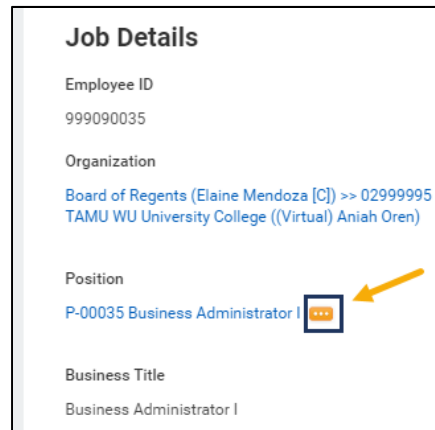 Job Details
Employee ID
999090035
Organization
Board of Regents (Elaine Mendoza [C]) >> 02999995
TAMU WU University College ((Virtual) Aniah Oren)
Position
P-00035 Business Administrator I
Business Title
Business Administrator I